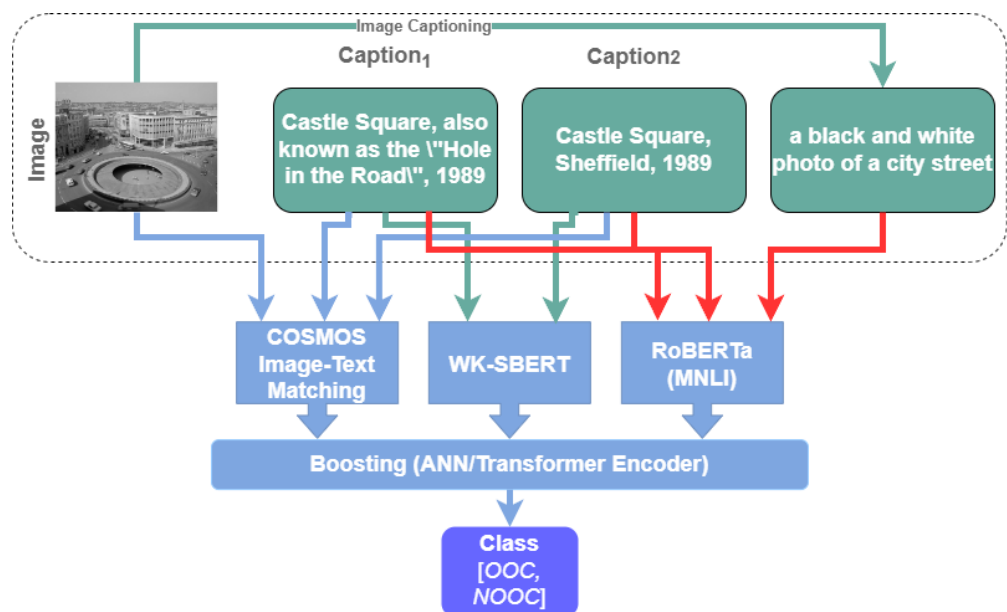 Image Captioning
Caption1
Caption2
Image
Castle Square, also
known as the \"Hole
in the Road\", 1989
Castle Square,
Sheffield, 1989
a black and white
photo of a city street
COSMOS
Image-Text
Matching
WK-SBERT
RoBERTa
(MNLI)
Boosting (ANN/Transformer Encoder)
Class
[OOC,
NOOC]